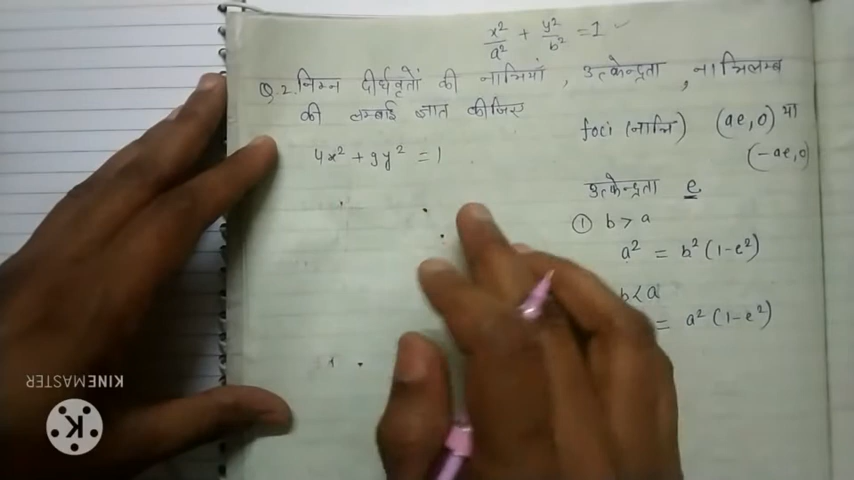 x²/a² + y²/b² = 1
Q.2. निम्न दीर्घवृतों की नाभियाँ, उत्केन्द्रता, नाभिलम्ब
की लम्बाई ज्ञात कीजिए
4x² + 9y² = 1
foci (नाभि) (ae,0) या
(-ae,0)
उत्केन्द्रता e
① b > a
a² = b²(1-e²)
b < a
= a²(1-e²)
KINEMASTER